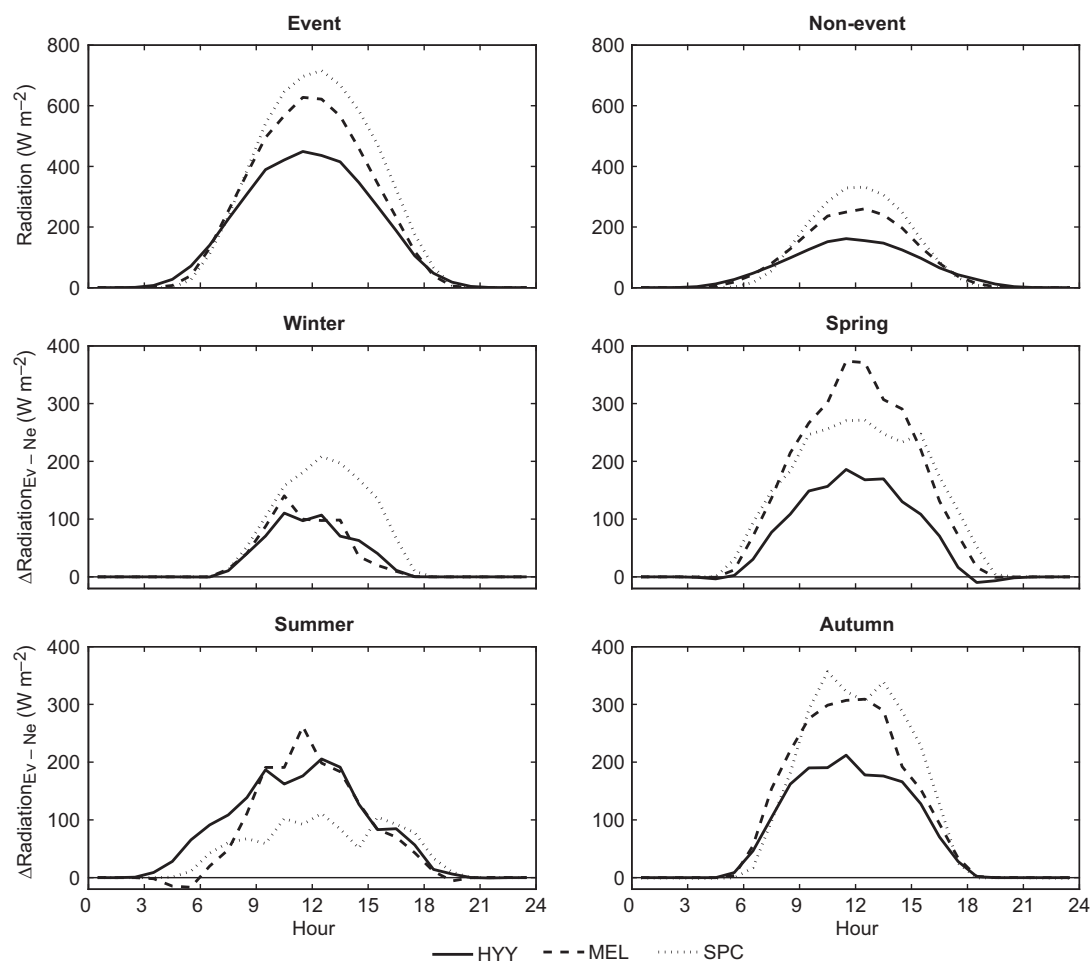 Event
Non-event
800
600
400
200
0
Radiation (W m−2)
800
600
400
200
0
Winter
Spring
400
300
200
100
0
ΔRadiationEv – Ne (W m−2)
400
300
200
100
0
Summer
Autumn
400
300
200
100
0
ΔRadiationEv – Ne (W m−2)
400
300
200
100
0
0 3 6 9 12 15 18 21 24
0 3 6 9 12 15 18 21 24
Hour
Hour
HYY MEL SPC